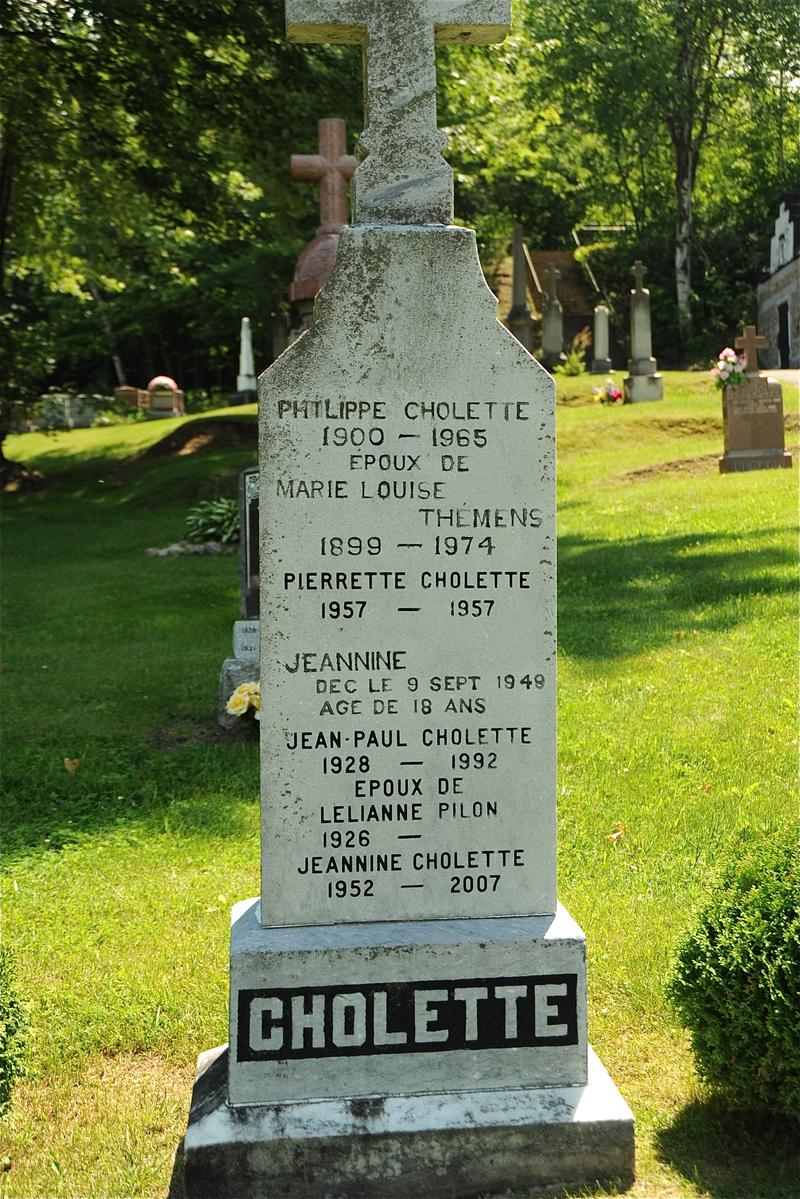 PHILIPPE CHOLETTE
1900 — 1965
ÉPOUX DE
MARIE LOUISE
THEMENS
1899 — 1974
PIERRETTE CHOLETTE
1957 — 1957
JEANNINE
DEC LE 9 SEPT 1949
AGE DE 18 ANS
JEAN-PAUL CHOLETTE
1928 — 1992
EPOUX DE
LELIANNE PILON
1926 —
JEANNINE CHOLETTE
1952 — 2007
CHOLETTE